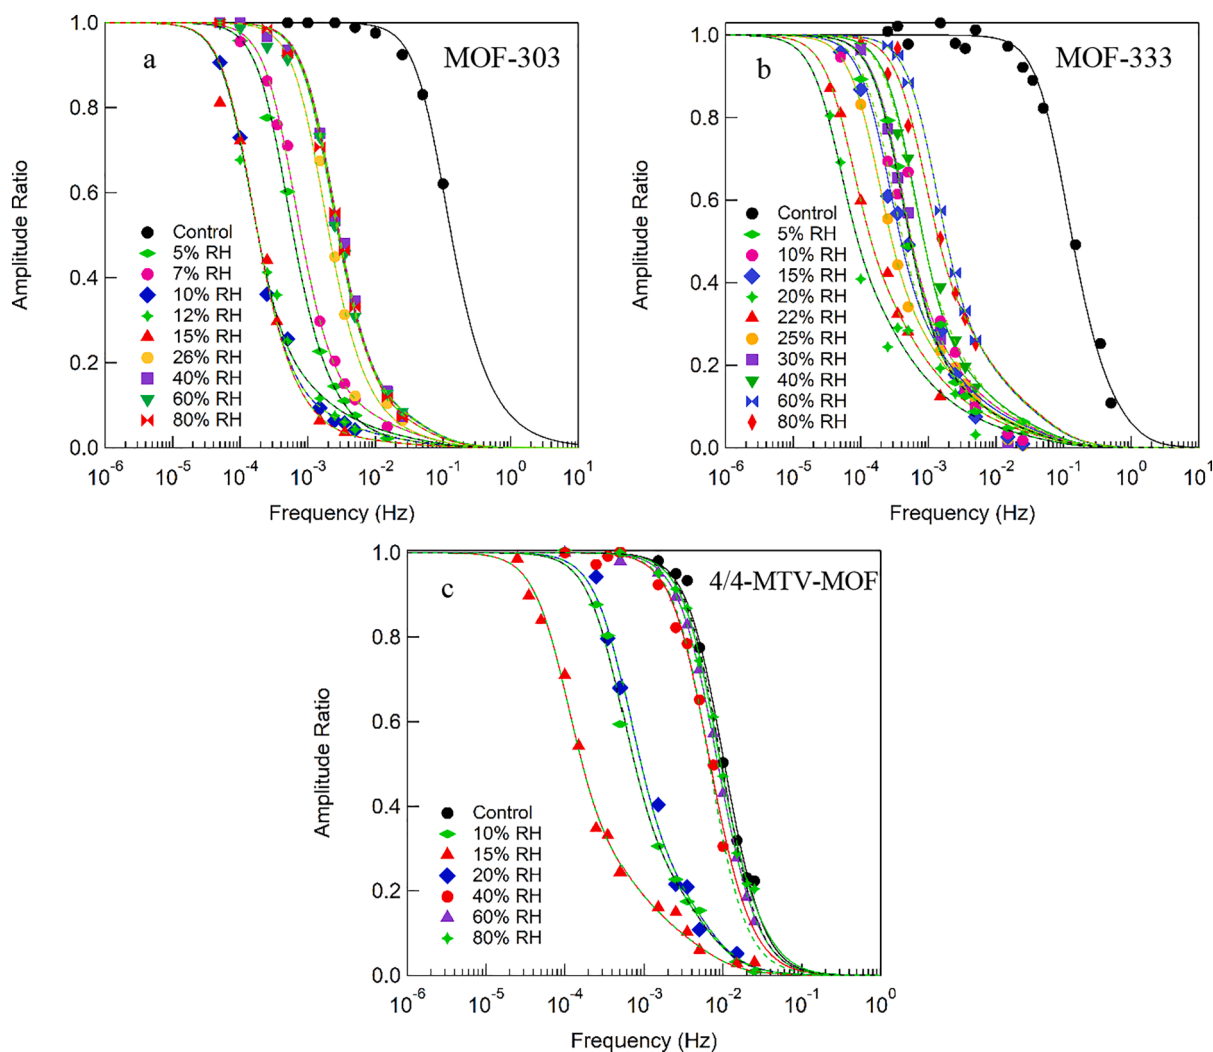 1.0
0.8
0.6
0.4
0.2
0.0
Amplitude Ratio
a
MOF-303
Control
5% RH
7% RH
10% RH
12% RH
15% RH
26% RH
40% RH
60% RH
80% RH
10-6 10-5 10-4 10-3 10-2 10-1 100 101
Frequency (Hz)
1.0
0.8
0.6
0.4
0.2
0.0
Amplitude Ratio
b
MOF-333
Control
5% RH
10% RH
15% RH
20% RH
22% RH
25% RH
30% RH
40% RH
60% RH
80% RH
10-6 10-5 10-4 10-3 10-2 10-1 100 101
Frequency (Hz)
1.0
0.8
0.6
0.4
0.2
0.0
Amplitude Ratio
c
4/4-MTV-MOF
Control
10% RH
15% RH
20% RH
40% RH
60% RH
80% RH
10-6 10-5 10-4 10-3 10-2 10-1 100
Frequency (Hz)